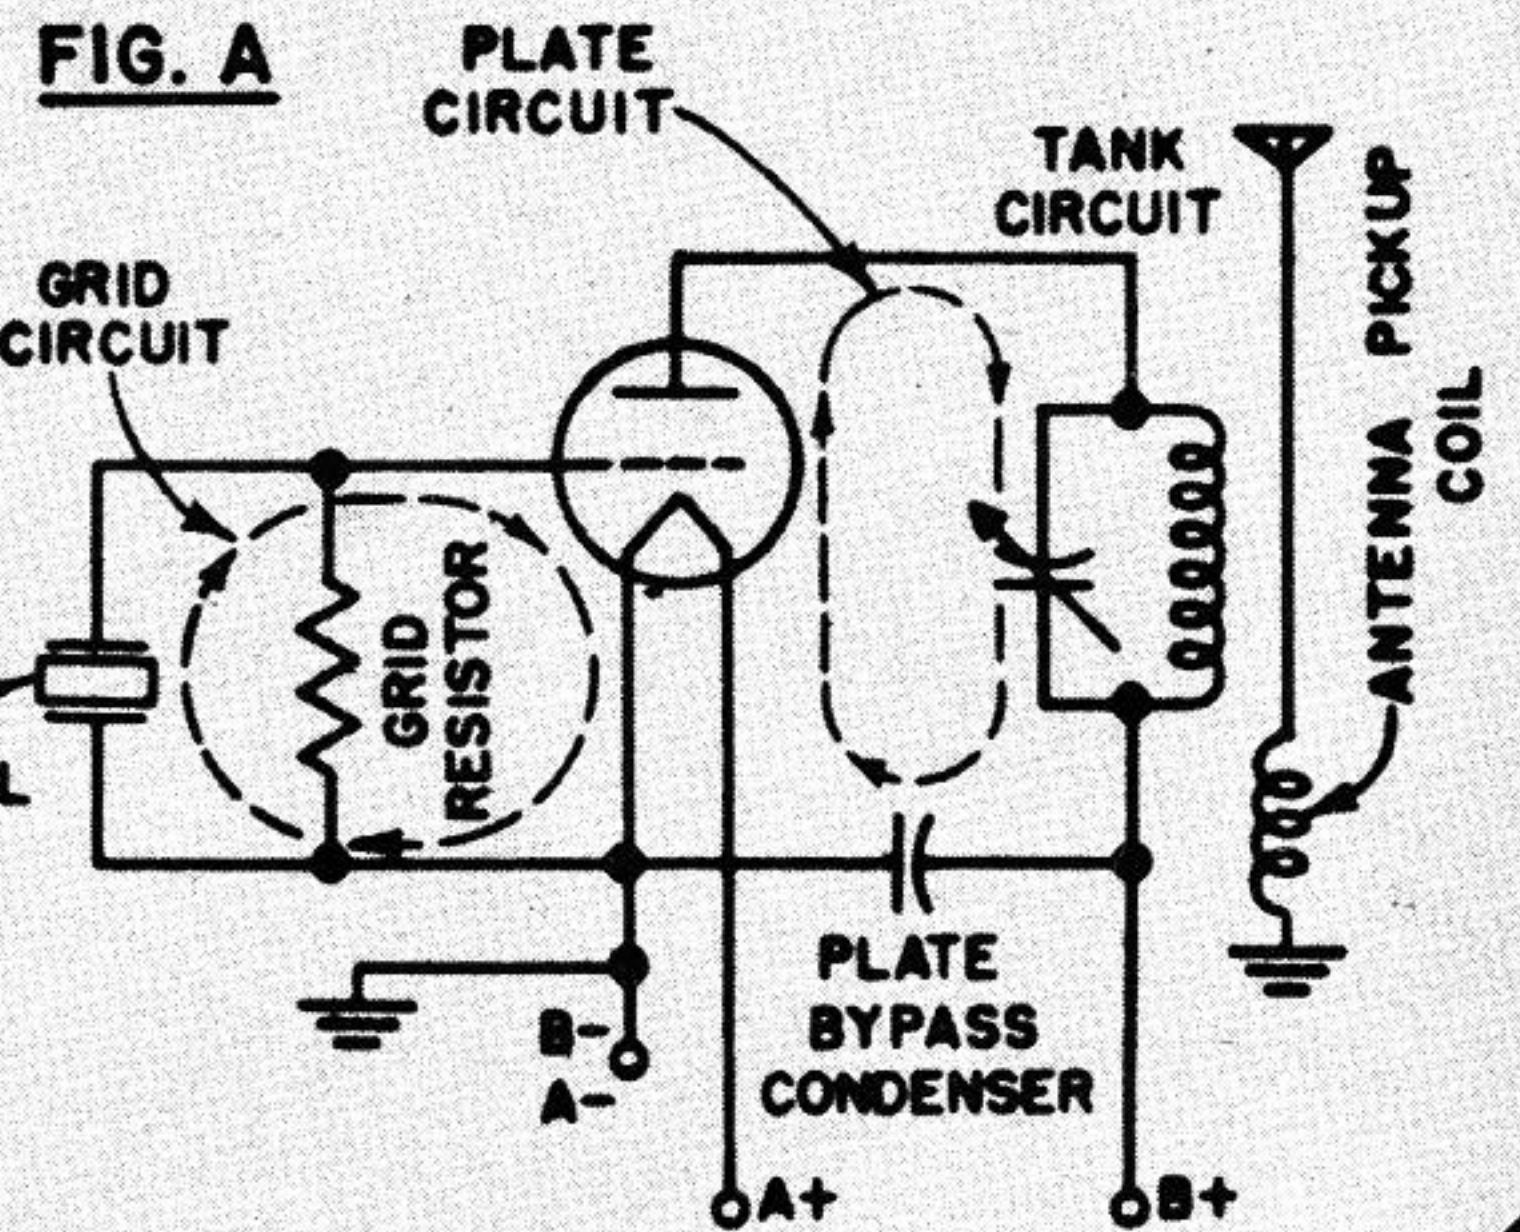 FIG. A
PLATE
CIRCUIT
TANK
CIRCUIT
GRID
CIRCUIT
ANTENNA PICKUP
COIL
GRID
RESISTOR
L
PLATE
BYPASS
CONDENSER
B-
A-
A+
B+